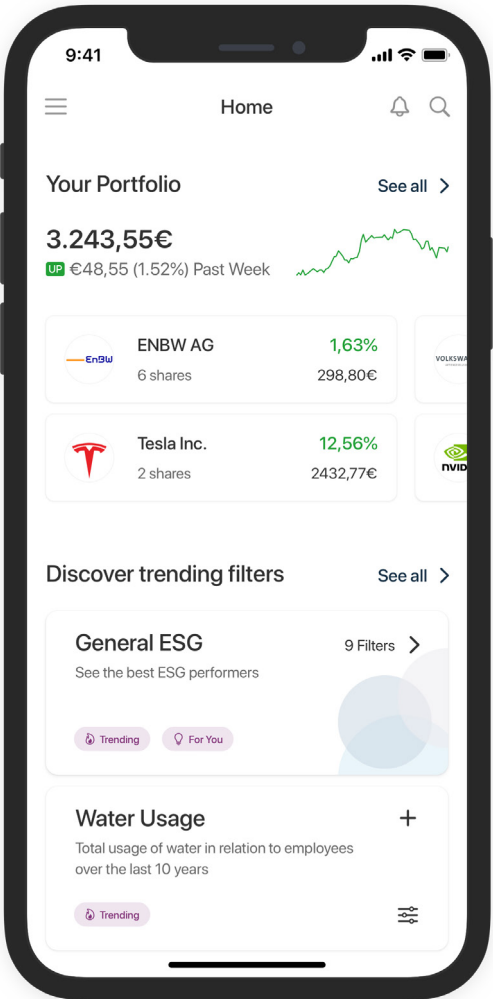 9:41
Home
Your Portfolio
See all
3.243,55€
UP €48,55 (1.52%) Past Week
EnBW
ENBW AG
1,63%
6 shares
298,80€
VOLKSWA
Tesla Inc.
12,56%
2 shares
2432,77€
NVID
Discover trending filters
See all
General ESG
9 Filters
See the best ESG performers
Trending
For You
Water Usage
Total usage of water in relation to employees
over the last 10 years
Trending